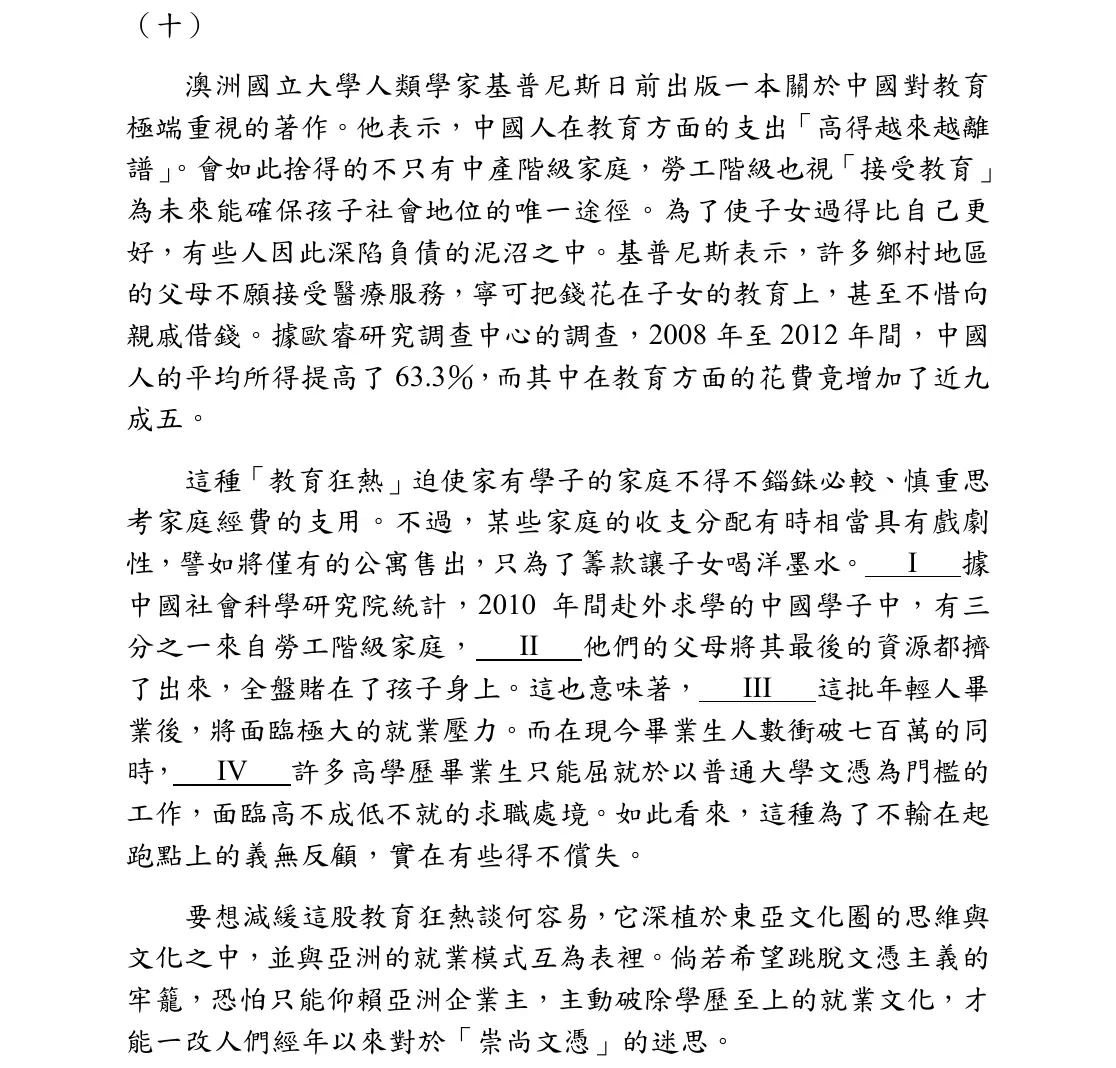 （十）
澳洲國立大學人類學家基普尼斯日前出版一本關於中國對教育
極端重視的著作。他表示，中國人在教育方面的支出「高得越來越離
譜」。會如此捨得的不只有中產階級家庭，勞工階級也視「接受教育」
為未來能確保孩子社會地位的唯一途徑。為了使子女過得比自己更
好，有些人因此深陷負債的泥沼之中。基普尼斯表示，許多鄉村地區
的父母不願接受醫療服務，寧可把錢花在子女的教育上，甚至不惜向
親戚借錢。據歐睿研究調查中心的調查，2008 年至 2012 年間，中國
人的平均所得提高了 63.3%，而其中在教育方面的花費竟增加了近九
成五。
這種「教育狂熱」迫使家有學子的家庭不得不錙銖必較、慎重思
考家庭經費的支用。不過，某些家庭的收支分配有時相當具有戲劇
性，譬如將僅有的公寓售出，只為了籌款讓子女喝洋墨水。 I 據
中國社會科學研究院統計，2010 年間赴外求學的中國學子中，有三
分之一來自勞工階級家庭， II 他們的父母將其最後的資源都擠
了出來，全盤賭在了孩子身上。這也意味著， III 這批年輕人畢
業後，將面臨極大的就業壓力。而在現今畢業生人數衝破七百萬的同
時， IV 許多高學歷畢業生只能屈就於以普通大學文憑為門檻的
工作，面臨高不成低不就的求職處境。如此看來，這種為了不輸在起
跑點上的義無反顧，實在有些得不償失。
要想減緩這股教育狂熱談何容易，它深植於東亞文化圈的思維與
文化之中，並與亞洲的就業模式互為表裡。倘若希望跳脫文憑主義的
牢籠，恐怕只能仰賴亞洲企業主，主動破除學歷至上的就業文化，才
能一改人們經年以來對於「崇尚文憑」的迷思。